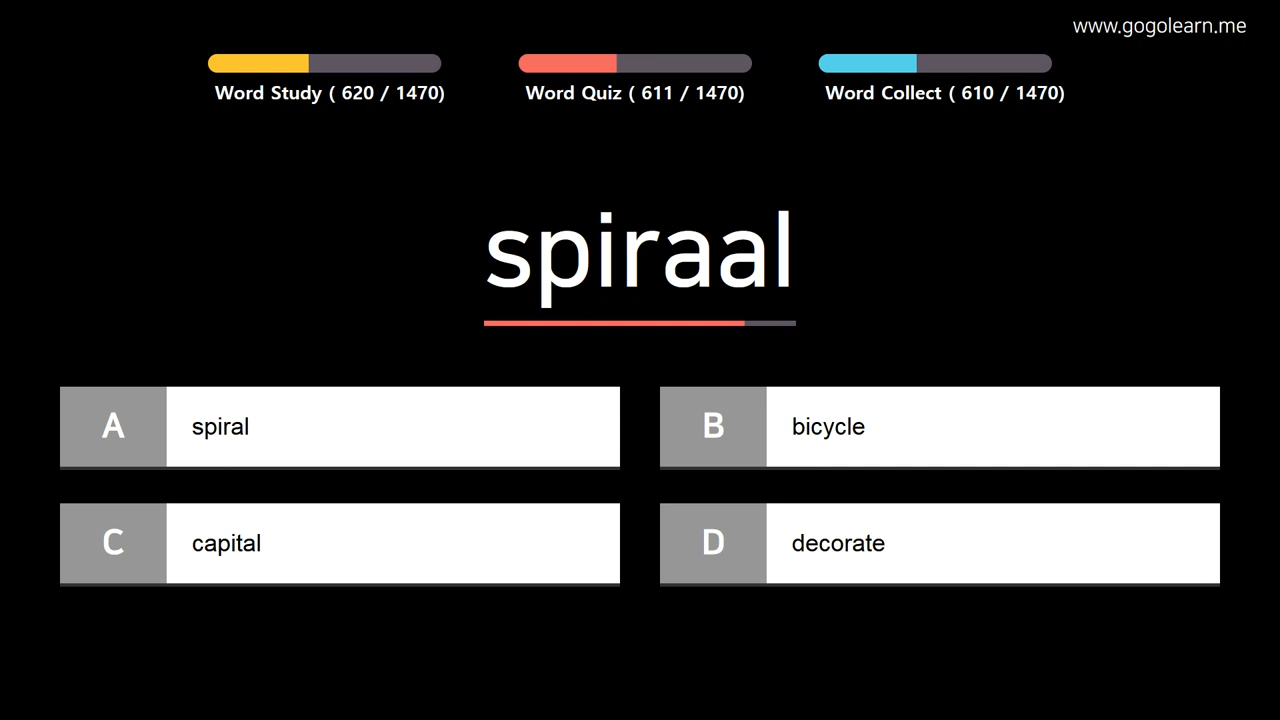 www.gogolearn.me
Word Study ( 620 / 1470)
Word Quiz ( 611 / 1470)
Word Collect ( 610 / 1470)
spiraal
A spiral
B bicycle
C capital
D decorate